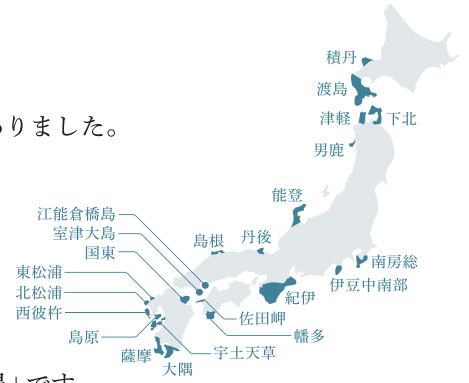 積丹
渡島
津軽 下北
りました。
男鹿
能登
江能倉橋島
室津大島
国東
島根 丹後
東松浦
北松浦
西彼杵
島原
南房総
伊豆中南部
紀伊
佐田岬
幡多
宇土天草
薩摩
大隅
」です